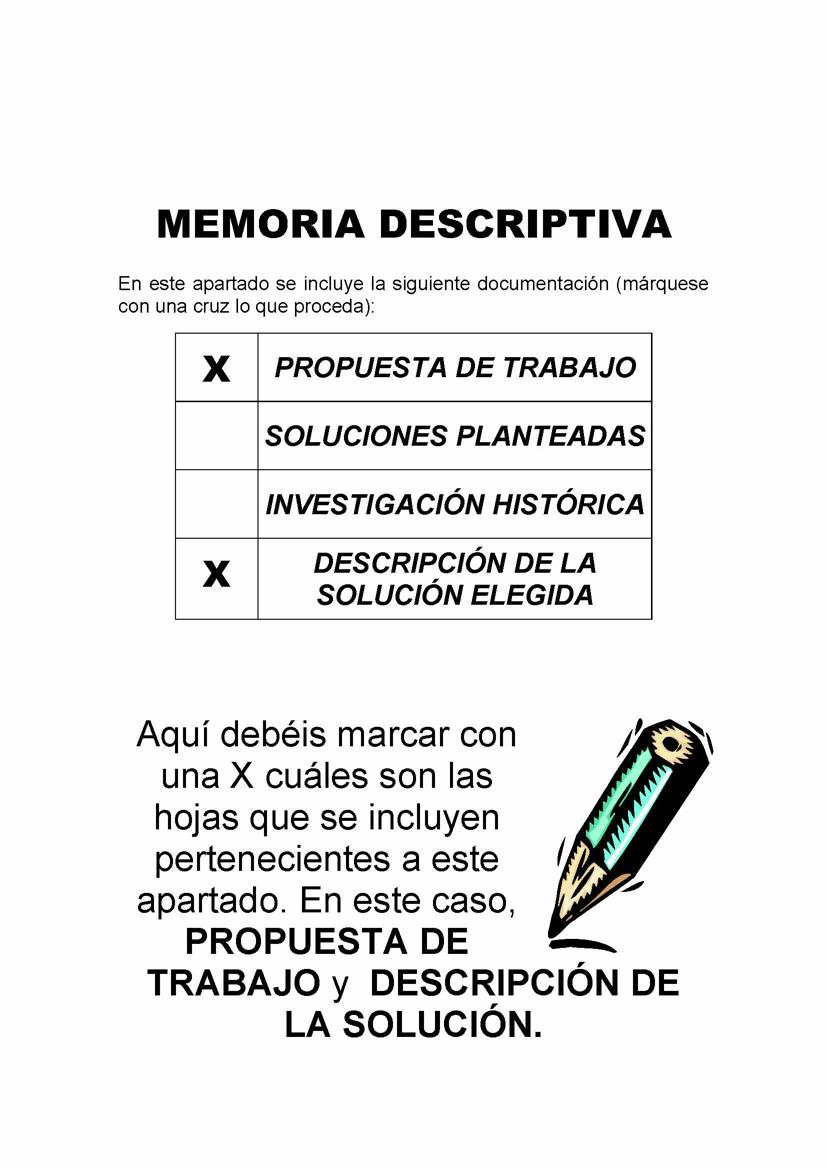 MEMORIA DESCRIPTIVA
En este apartado se incluye la siguiente documentación (márquese
con una cruz lo que proceda):
X PROPUESTA DE TRABAJO
SOLUCIONES PLANTEADAS
INVESTIGACIÓN HISTÓRICA
X DESCRIPCIÓN DE LA
SOLUCIÓN ELEGIDA
Aquí debéis marcar con
una X cuáles son las
hojas que se incluyen
pertenecientes a este
apartado. En este caso,
PROPUESTA DE
TRABAJO y DESCRIPCIÓN DE
LA SOLUCIÓN.